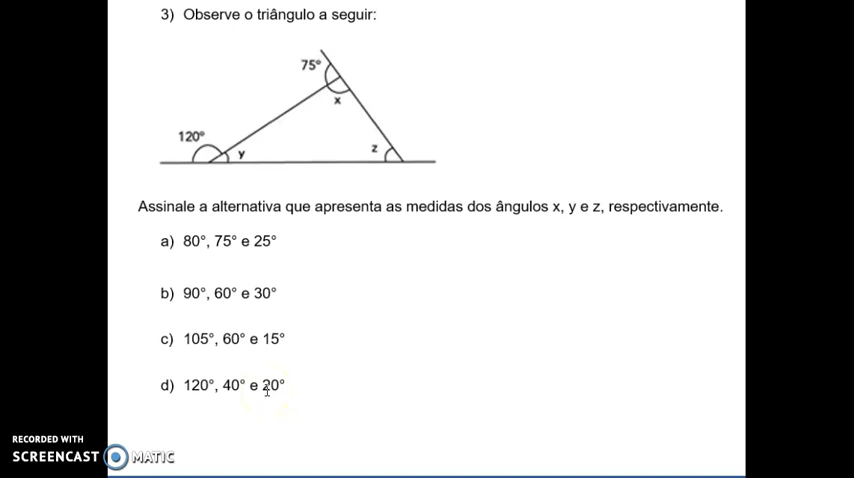 3) Observe o triângulo a seguir:
75°
x
120°
y
z
Assinale a alternativa que apresenta as medidas dos ângulos x, y e z, respectivamente.
a) 80°, 75° e 25°
b) 90°, 60° e 30°
c) 105°, 60° e 15°
d) 120°, 40° e 20°
RECORDED WITH
SCREENCAST MATIC